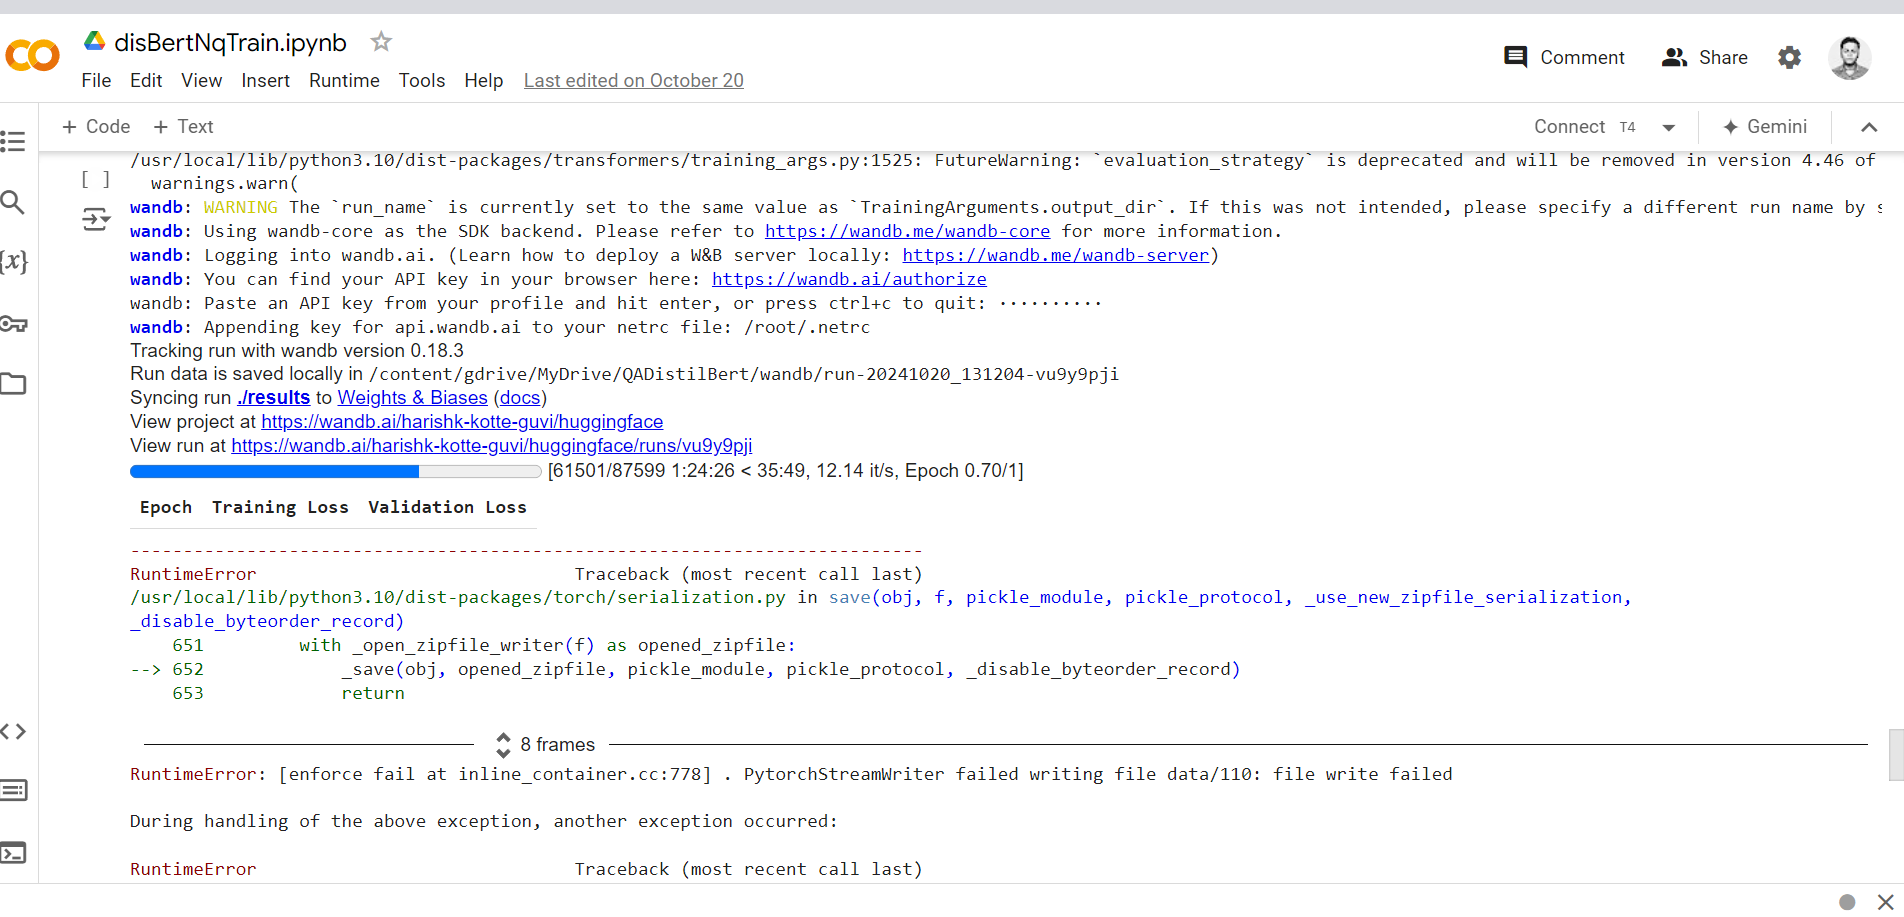 disBertNqTrain.ipynb
File Edit View Insert Runtime Tools Help Last edited on October 20
Comment Share
+ Code + Text
Connect T4 Gemini
/usr/local/lib/python3.10/dist-packages/transformers/training_args.py:1525: FutureWarning: `evaluation_strategy` is deprecated and will be removed in version 4.46 of
[ ] warnings.warn(
wandb: WARNING The `run_name` is currently set to the same value as `TrainingArguments.output_dir`. If this was not intended, please specify a different run name by s
wandb: Using wandb-core as the SDK backend. Please refer to https://wandb.me/wandb-core for more information.
wandb: Logging into wandb.ai. (Learn how to deploy a W&B server locally: https://wandb.me/wandb-server)
wandb: You can find your API key in your browser here: https://wandb.ai/authorize
wandb: Paste an API key from your profile and hit enter, or press ctrl+c to quit: ··········
wandb: Appending key for api.wandb.ai to your netrc file: /root/.netrc
Tracking run with wandb version 0.18.3
Run data is saved locally in /content/gdrive/MyDrive/QADistilBert/wandb/run-20241020_131204-vu9y9pji
Syncing run ./results to Weights & Biases (docs)
View project at https://wandb.ai/harishk-kotte-guvi/huggingface
View run at https://wandb.ai/harishk-kotte-guvi/huggingface/runs/vu9y9pji
[61501/87599 1:24:26 < 35:49, 12.14 it/s, Epoch 0.70/1]
Epoch Training Loss Validation Loss
---------------------------------------------------------------------------
RuntimeError Traceback (most recent call last)
/usr/local/lib/python3.10/dist-packages/torch/serialization.py in save(obj, f, pickle_module, pickle_protocol, _use_new_zipfile_serialization,
_disable_byteorder_record)
651 with _open_zipfile_writer(f) as opened_zipfile:
--> 652 _save(obj, opened_zipfile, pickle_module, pickle_protocol, _disable_byteorder_record)
653 return
8 frames
RuntimeError: [enforce fail at inline_container.cc:778] . PytorchStreamWriter failed writing file data/110: file write failed
During handling of the above exception, another exception occurred:
RuntimeError Traceback (most recent call last)